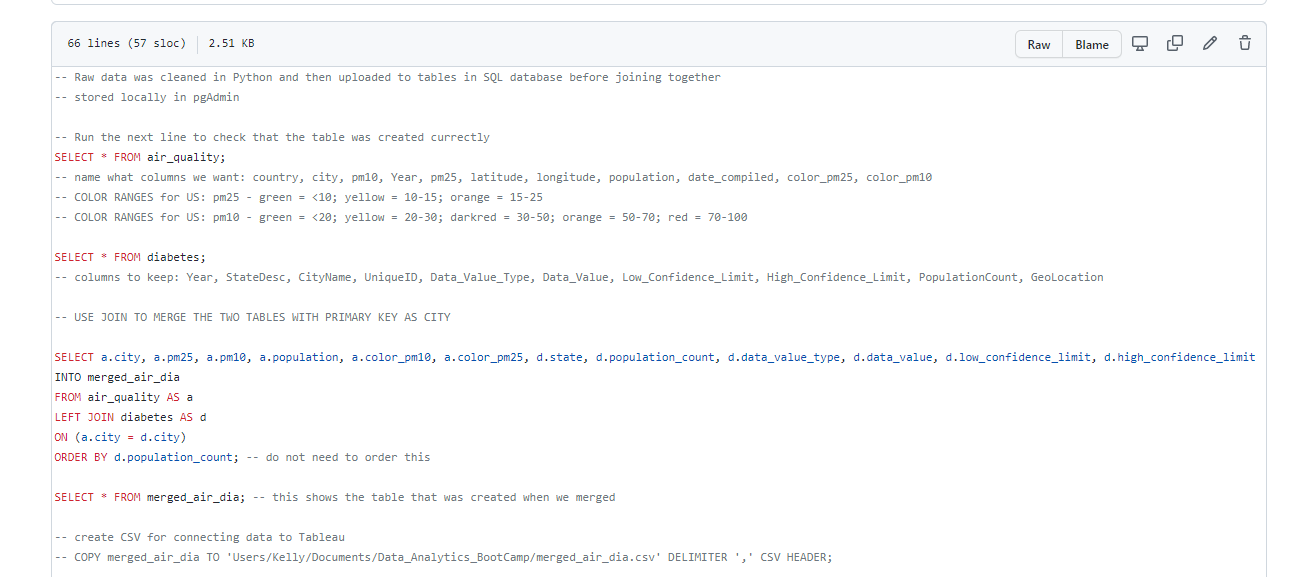 66 lines (57 sloc) 2.51 KB Raw Blame
-- Raw data was cleaned in Python and then uploaded to tables in SQL database before joining together
-- stored locally in pgAdmin
-- Run the next line to check that the table was created currectly
SELECT * FROM air_quality;
-- name what columns we want: country, city, pm10, Year, pm25, latitude, longitude, population, date_compiled, color_pm25, color_pm10
-- COLOR RANGES for US: pm25 - green = <10; yellow = 10-15; orange = 15-25
-- COLOR RANGES for US: pm10 - green = <20; yellow = 20-30; darkred = 30-50; orange = 50-70; red = 70-100
SELECT * FROM diabetes;
-- columns to keep: Year, StateDesc, CityName, UniqueID, Data_Value_Type, Data_Value, Low_Confidence_Limit, High_Confidence_Limit, PopulationCount, GeoLocation
-- USE JOIN TO MERGE THE TWO TABLES WITH PRIMARY KEY AS CITY
SELECT a.city, a.pm25, a.pm10, a.population, a.color_pm10, a.color_pm25, d.state, d.population_count, d.data_value_type, d.data_value, d.low_confidence_limit, d.high_confidence_limit
INTO merged_air_dia
FROM air_quality AS a
LEFT JOIN diabetes AS d
ON (a.city = d.city)
ORDER BY d.population_count; -- do not need to order this
SELECT * FROM merged_air_dia; -- this shows the table that was created when we merged
-- create CSV for connecting data to Tableau
-- COPY merged_air_dia TO 'Users/Kelly/Documents/Data_Analytics_BootCamp/merged_air_dia.csv' DELIMITER ',' CSV HEADER;